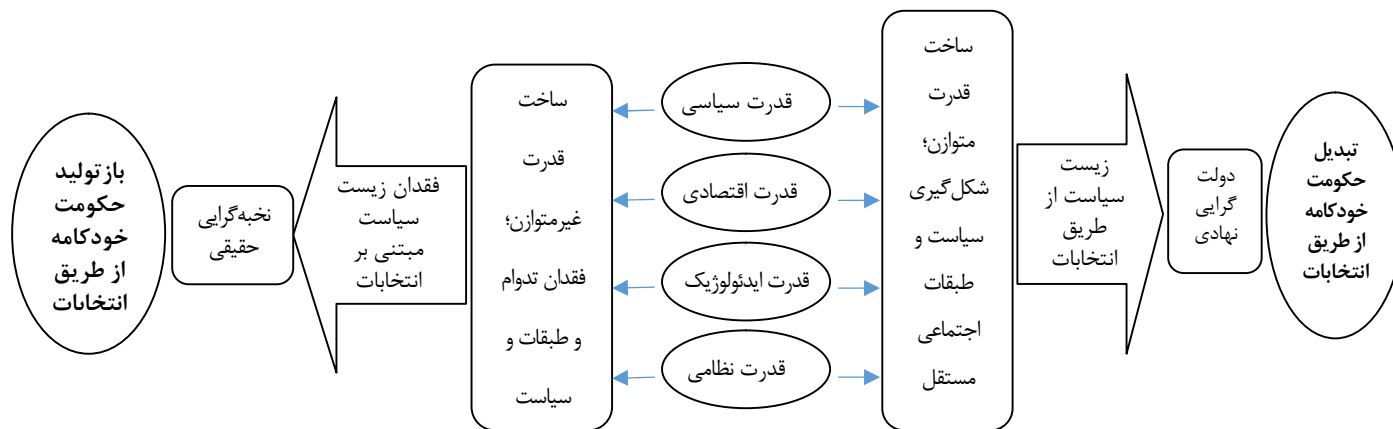 تبدیل
حکومت
خودکامه
از طریق
انتخابات
دولت
گرایی
نهادی
زیست
سیاست از
طریق
انتخابات
ساخت
قدرت
متوازن؛
شکل‌گیری
سیاست و
طبقات
اجتماعی
مستقل
قدرت سیاسی
قدرت اقتصادی
قدرت ایدئولوژیک
قدرت نظامی
ساخت
قدرت
غیرمتوازن؛
فقدان تدوام
و طبقات و
سیاست
فقدان زیست
سیاست
مبتنی بر
انتخابات
نخبه‌گرایی
حقیقی
بازتولید
حکومت
خودکامه
از طریق
انتخابات